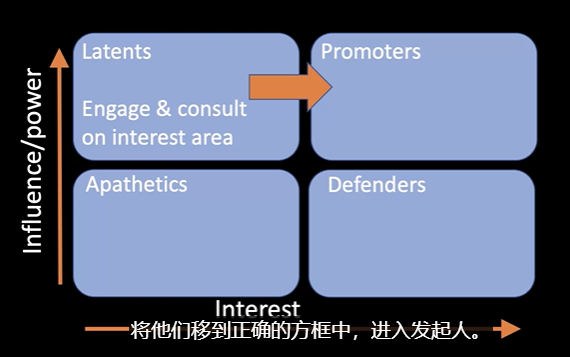 Latents
Promoters
Engage & consult
on interest area
Apathetics
Defenders
Influence/power
Interest
将他们移到正确的方框中，进入发起人。